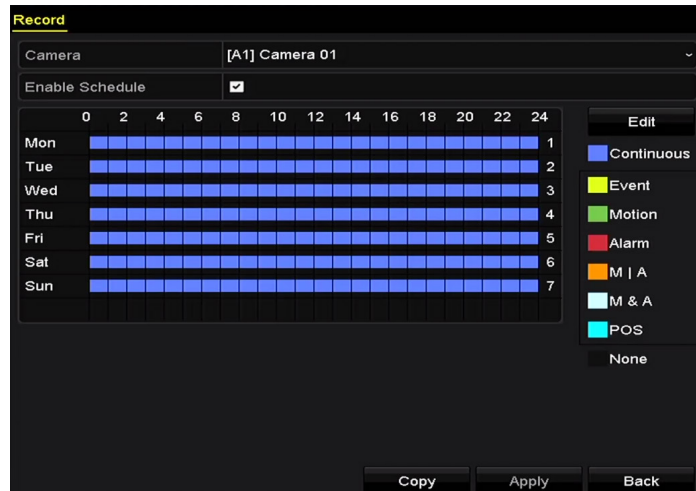 Record
Camera [A1] Camera 01
Enable Schedule
0 2 4 6 8 10 12 14 16 18 20 22 24
Edit
Mon 1
Continuous
Tue 2
Event
Wed 3
Motion
Thu 4
Alarm
Fri 5
M | A
Sat 6
M & A
Sun 7
POS
None
Copy Apply Back